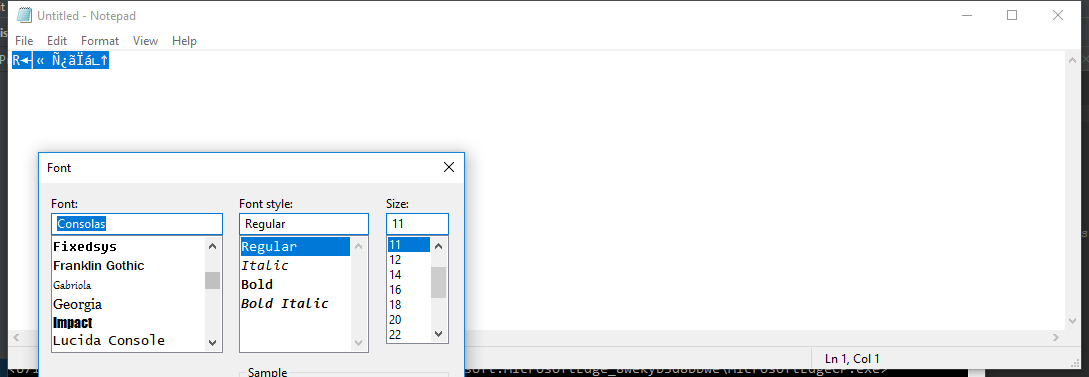 Untitled - Notepad
File Edit Format View Help
R◄┤« Ñ¿ãÏá∟↑
Font
Font: Font style: Size:
Consolas Regular 11
Fixedsys Regular 11
Franklin Gothic Italic 12
Gabriola Bold 14
Georgia Bold Italic 16
Impact 18
Lucida Console 20
22
Sample
Ln 1, Col 1